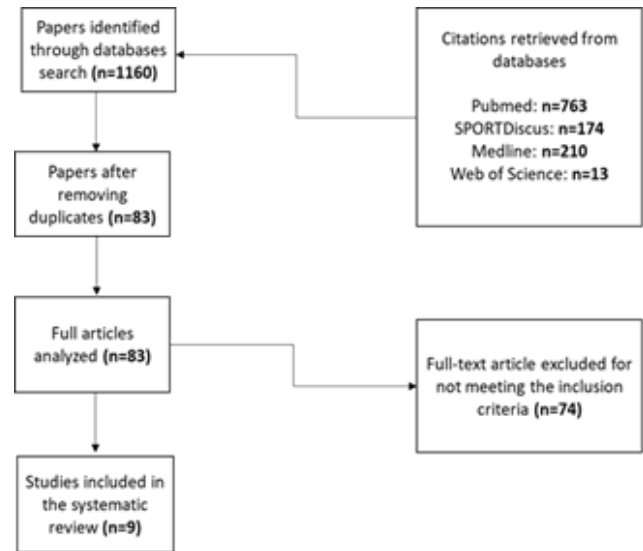 Papers identified
through databases
search (n=1160)
Citations retrieved from
databases
Pubmed: n=763
SPORTDiscus: n=174
Medline: n=210
Web of Science: n=13
Papers after
removing
duplicates (n=83)
Full articles
analyzed (n=83)
Full-text article excluded for
not meeting the inclusion
criteria (n=74)
Studies included in
the systematic
review (n=9)